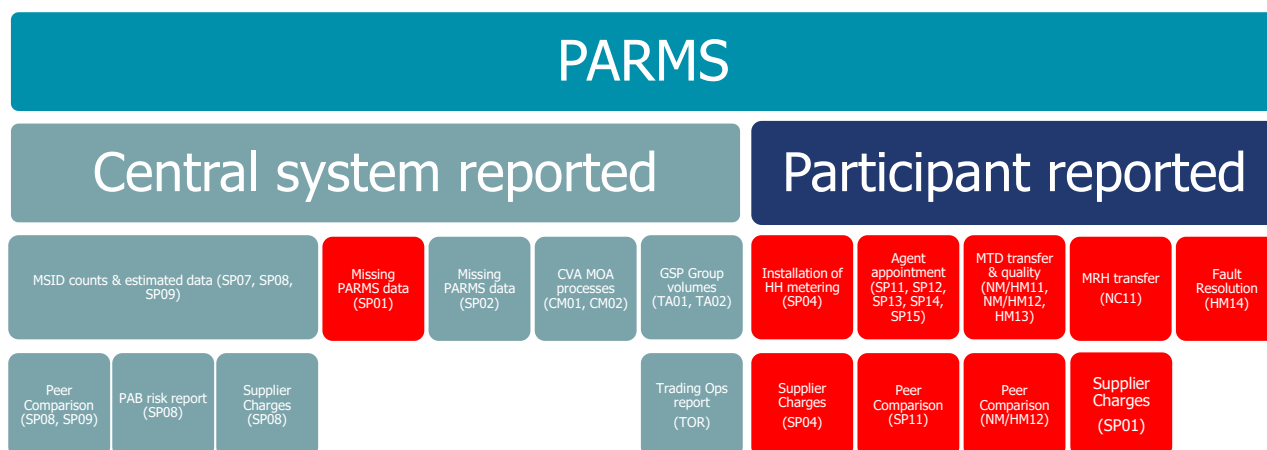 PARMS
Central system reported
Participant reported
MSID counts & estimated data (SP07, SP08,
SP09)
Missing
PARMS data
(SP01)
Missing
PARMS data
(SP02)
CVA MOA
processes
(CM01, CM02)
GSP Group
volumes
(TA01, TA02)
Installation of
HH metering
(SP04)
Agent
appointment
(SP11, SP12,
SP13, SP14,
SP15)
MTD transfer
& quality
(NM/HM11,
NM/HM12,
HM13)
MRH transfer
(NC11)
Fault
Resolution
(HM14)
Peer
Comparison
(SP08, SP09)
PAB risk report
(SP08)
Supplier
Charges
(SP08)
Trading Ops
report
(TOR)
Supplier
Charges
(SP04)
Peer
Comparison
(SP11)
Peer
Comparison
(NM/HM12)
Supplier
Charges
(SP01)